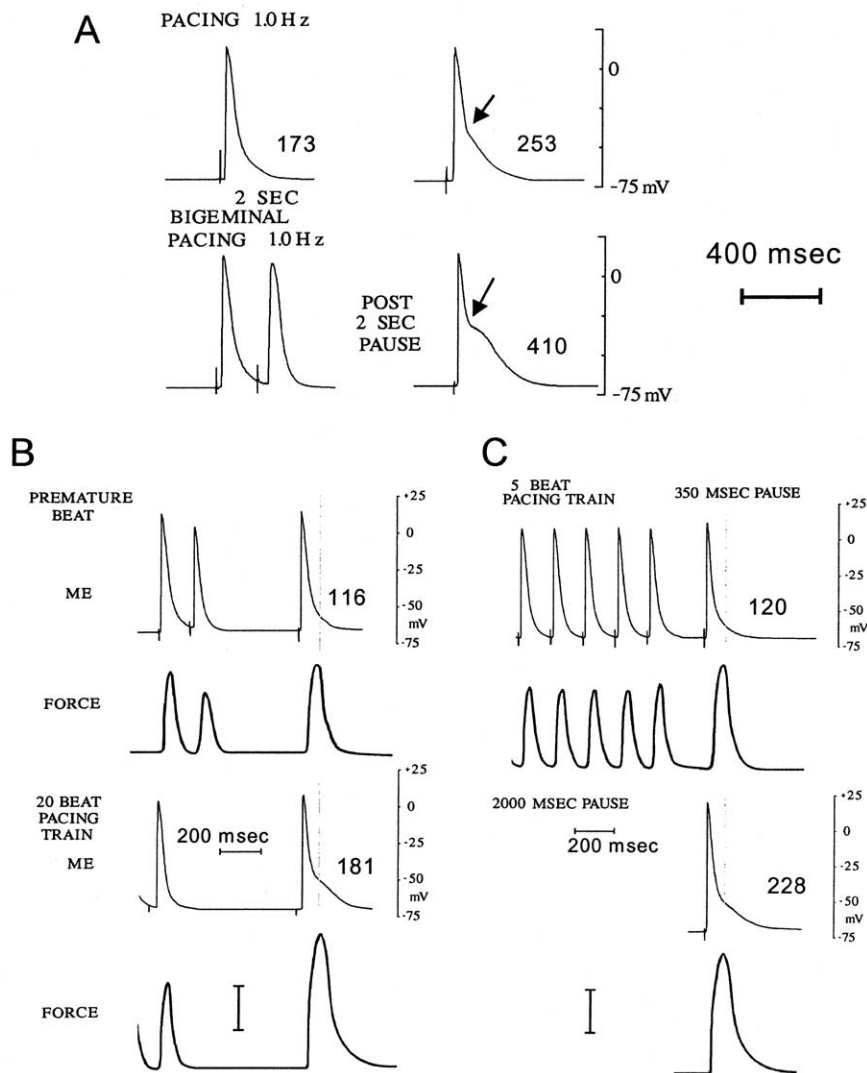 A
PACING 1.0 Hz
173
0
253
-75 mV
2 SEC
BIGEMINAL
PACING 1.0 Hz
POST
2 SEC
PAUSE
0
410
-75 mV
400 msec
B
PREMATURE
BEAT
ME
116
+25
0
-50
mV
-75
FORCE
20 BEAT
PACING
TRAIN
ME
200 msec
181
+25
0
-25
-50
mV
-75
FORCE
C
5 BEAT
PACING TRAIN
350 MSEC PAUSE
120
+25
0
-50
mV
-75
2000 MSEC PAUSE
200 msec
228
+25
0
-25
-50
mV
-75